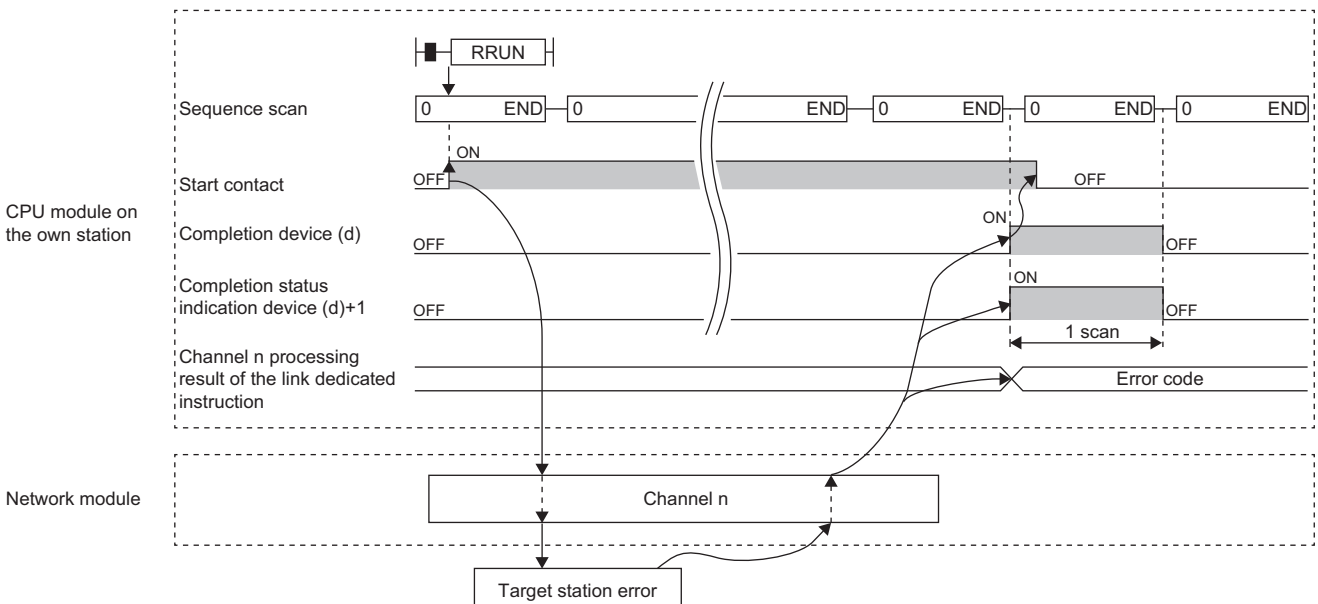 RRUN
Sequence scan
0 END 0 END 0 END 0 END 0 END
ON
Start contact
OFF
OFF
CPU module on
the own station
ON
Completion device (d)
OFF
OFF
Completion status
indication device (d)+1
ON
OFF
OFF
1 scan
Channel n processing
result of the link dedicated
instruction
Error code
Network module
Channel n
Target station error